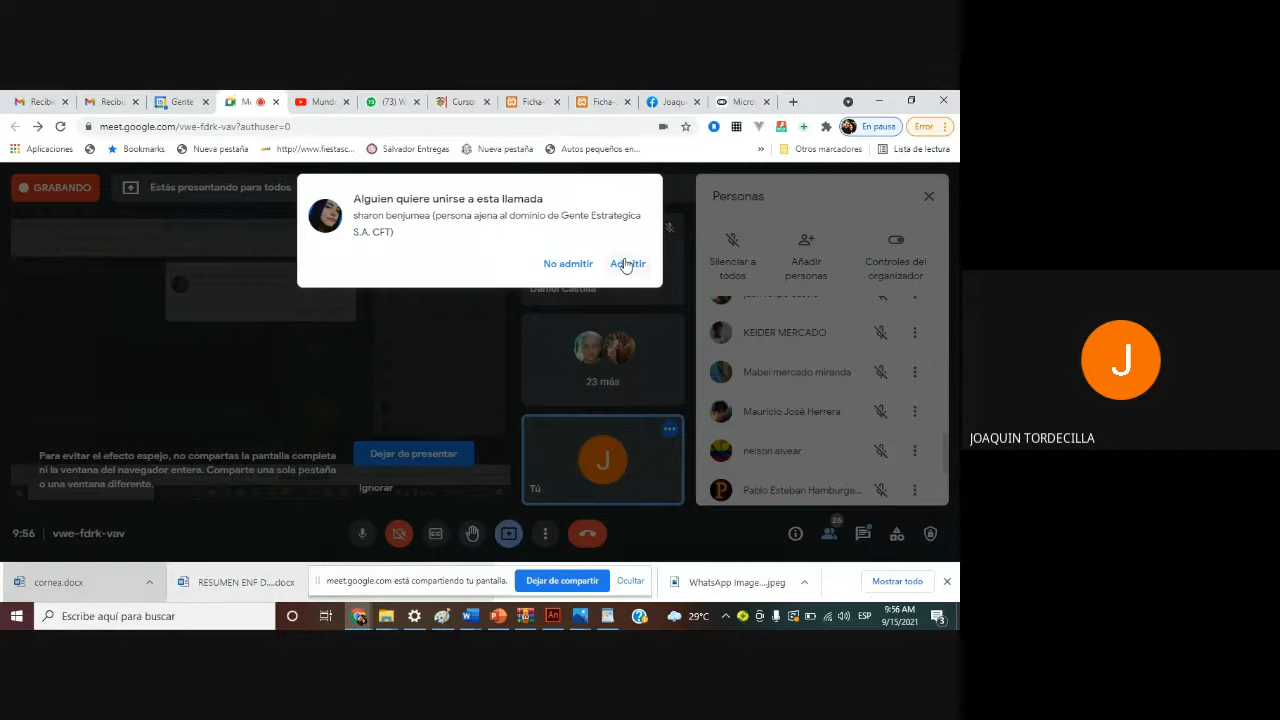 Recibi
Recibi
Gente
Me
Mund
(73) W
Curso
Ficha-
Ficha-
Joaqu
Micro
meet.google.com/vwe-fdrk-vav?authuser=0
En pausa
Error
Aplicaciones
Bookmarks
Nueva pestaña
http://www.fiestasc...
Salvador Entregas
Nueva pestaña
Autos pequeños en...
»
Otros marcadores
Lista de lectura
GRABANDO
Estás presentando para todos
Alguien quiere unirse a esta llamada
sharon benjumea (persona ajena al dominio de Gente Estrategica
S.A. CFT)
No admitir
Admitir
Daniel Castilla
23 más
J
Tú
Para evitar el efecto espejo, no compartas la pantalla completa
ni la ventana del navegador entera. Comparte una sola pestaña
o una ventana diferente.
Dejar de presentar
Ignorar
Personas
Silenciar a
todos
Añadir
personas
Controles del
organizador
KEIDER MERCADO
Mabel mercado miranda
Mauricio José Herrera
nelson alvear
Pablo Esteban Hamburge...
9:56 | vwe-fdrk-vav
26
cornea.docx
RESUMEN ENF D....docx
meet.google.com está compartiendo tu pantalla.
Dejar de compartir
Ocultar
WhatsApp Image....jpeg
Mostrar todo
Escribe aquí para buscar
29°C
ESP
9:56 AM
9/15/2021
3
J
JOAQUIN TORDECILLA